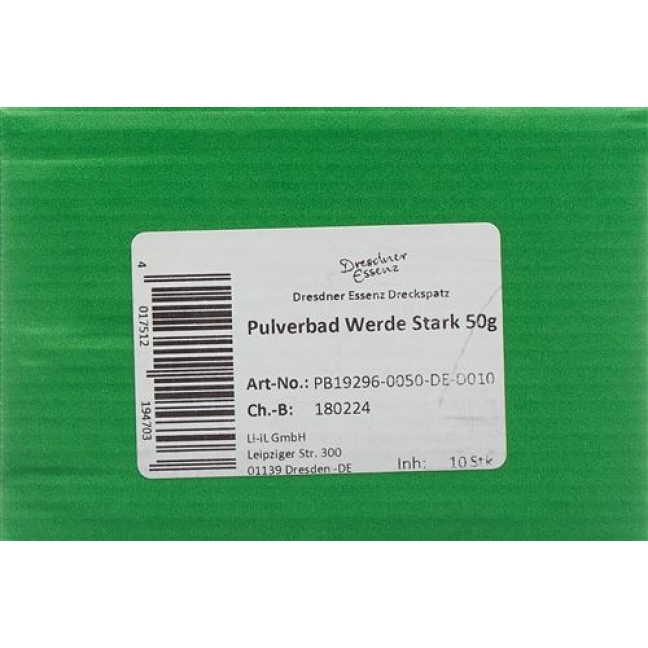 Dresdner
Essenz
Dresdner Essenz Dreckspatz
Pulverbad Werde Stark 50g
Art-No.: PB19296-0050-DE-D010
Ch.-B: 180224
Li-iL GmbH
Leipziger Str. 300
01139 Dresden -DE
Inh: 10 Stk
4 017512 194703